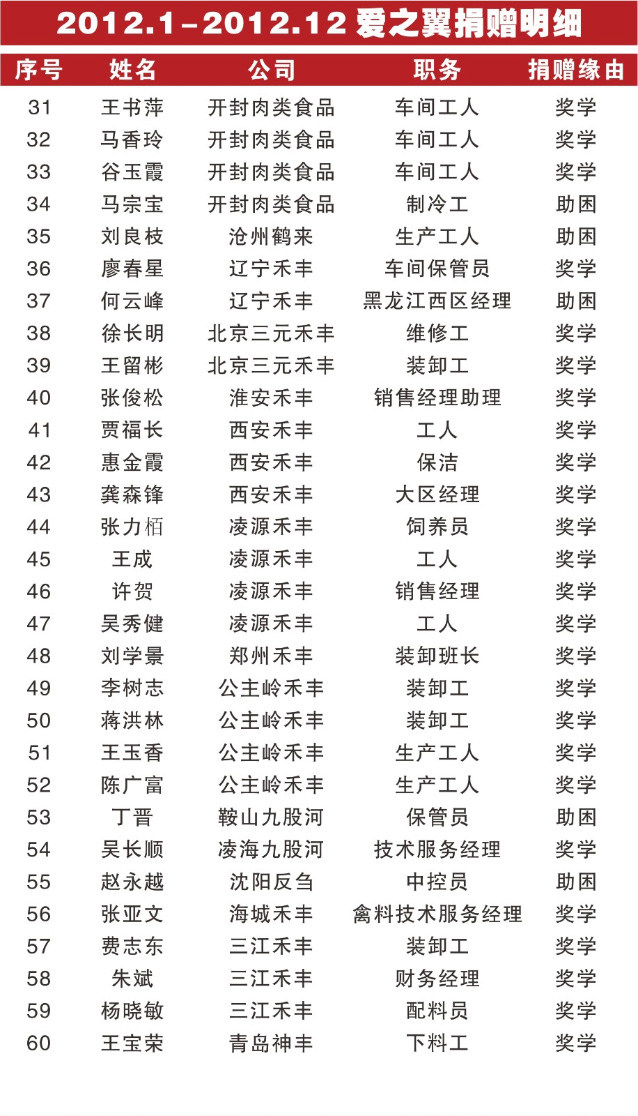 2012.1-2012.12 爱之翼捐赠明细
序号 姓名 公司 职务 捐赠缘由
31 王书萍 开封肉类食品 车间工人 奖学
32 马香玲 开封肉类食品 车间工人 奖学
33 谷玉霞 开封肉类食品 车间工人 奖学
34 马宗宝 开封肉类食品 制冷工 助困
35 刘良枝 沧州鹤来 生产工人 助困
36 廖春星 辽宁禾丰 车间保管员 奖学
37 何云峰 辽宁禾丰 黑龙江西区经理 助困
38 徐长明 北京三元禾丰 维修工 奖学
39 王留彬 北京三元禾丰 装卸工 奖学
40 张俊松 淮安禾丰 销售经理助理 奖学
41 贾福长 西安禾丰 工人 奖学
42 惠金霞 西安禾丰 保洁 奖学
43 龚森锋 西安禾丰 大区经理 奖学
44 张力栢 凌源禾丰 饲养员 奖学
45 王成 凌源禾丰 工人 奖学
46 许贺 凌源禾丰 销售经理 奖学
47 吴秀健 凌源禾丰 工人 奖学
48 刘学景 郑州禾丰 装卸班长 奖学
49 李树志 公主岭禾丰 装卸工 奖学
50 蒋洪林 公主岭禾丰 装卸工 奖学
51 王玉香 公主岭禾丰 生产工人 奖学
52 陈广富 公主岭禾丰 生产工人 奖学
53 丁晋 鞍山九股河 保管员 助困
54 吴长顺 凌海九股河 技术服务经理 奖学
55 赵永越 沈阳反刍 中控员 助困
56 张亚文 海城禾丰 禽料技术服务经理 奖学
57 费志东 三江禾丰 装卸工 奖学
58 朱斌 三江禾丰 财务经理 奖学
59 杨晓敏 三江禾丰 配料员 奖学
60 王宝荣 青岛神丰 下料工 奖学